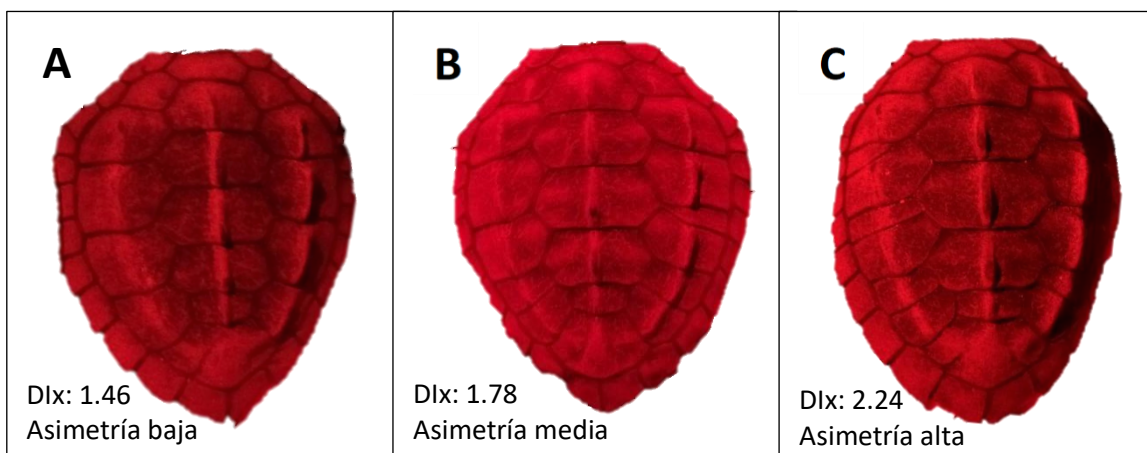 A
DIx: 1.46
Asimetría baja
B
DIx: 1.78
Asimetría media
C
DIx: 2.24
Asimetría alta